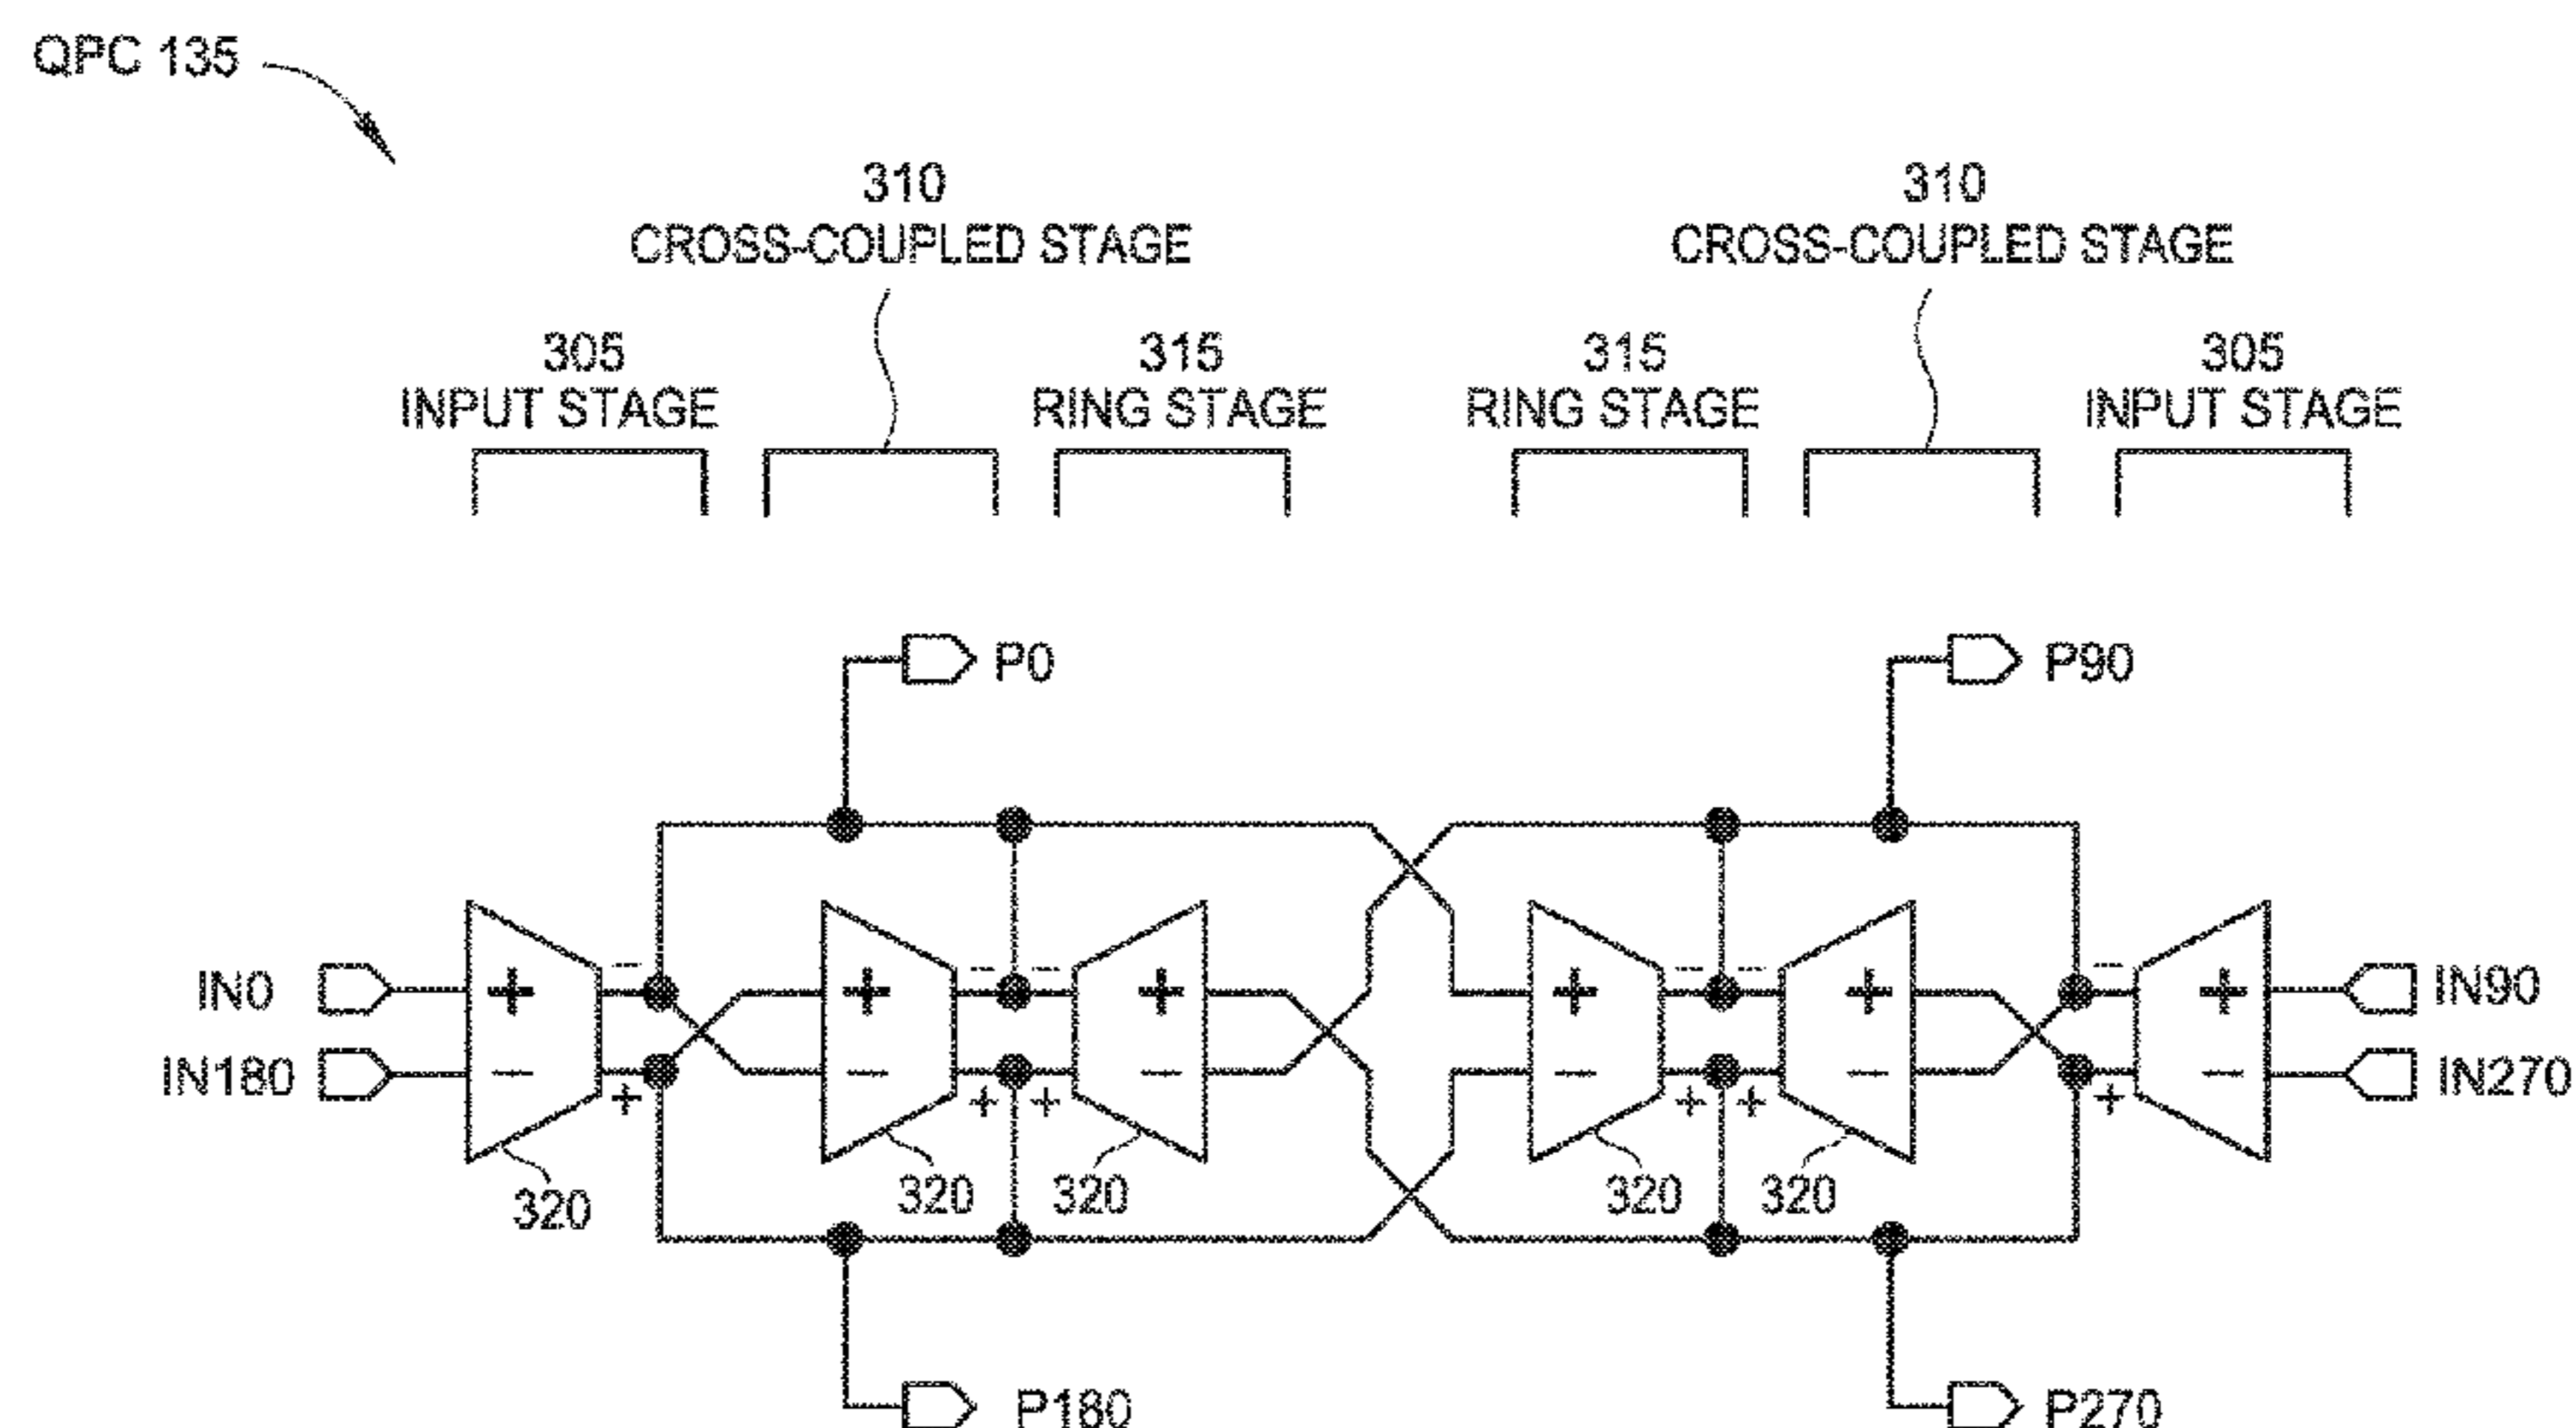 QPC 135
310
CROSS-COUPLED STAGE
310
CROSS-COUPLED STAGE
305
INPUT STAGE
315
RING STAGE
315
RING STAGE
305
INPUT STAGE
P0
P90
IN0
+
−
+
−
−
+
+
−
−
+
−
+
IN90
IN180
−
+
−
+
+
−
−
+
+
−
+
−
IN270
320
320
320
320
320
P180
P270